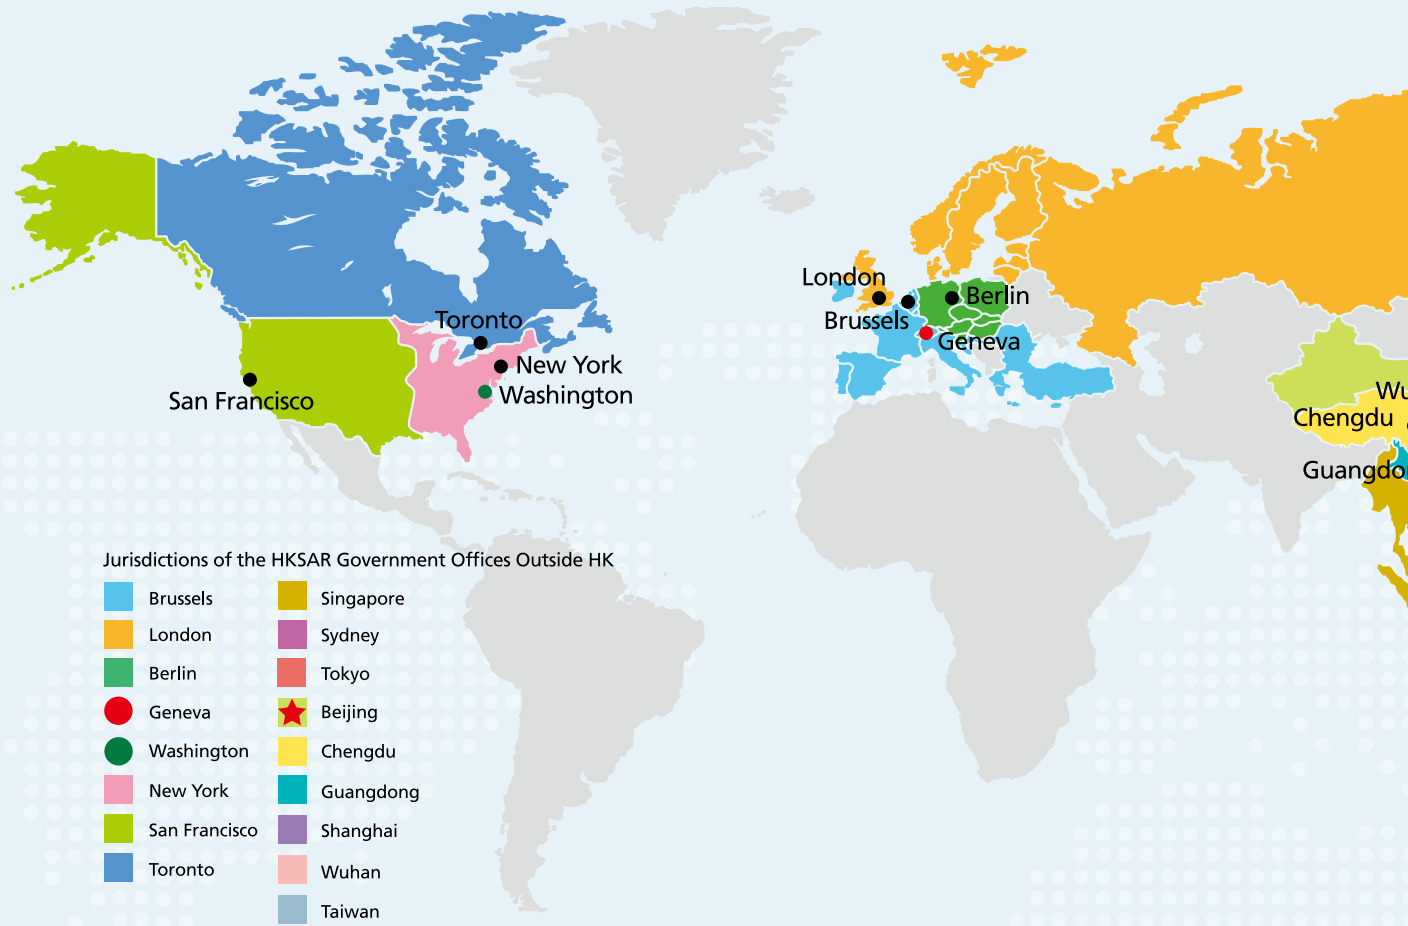 London
Berlin
Brussels
Toronto
Geneva
New York
San Francisco
Washington
Wu
Chengdu
Guangdo
Jurisdictions of the HKSAR Government Offices Outside HK
Brussels
Singapore
London
Sydney
Berlin
Tokyo
Geneva
Beijing
Washington
Chengdu
New York
Guangdong
San Francisco
Shanghai
Toronto
Wuhan
Taiwan